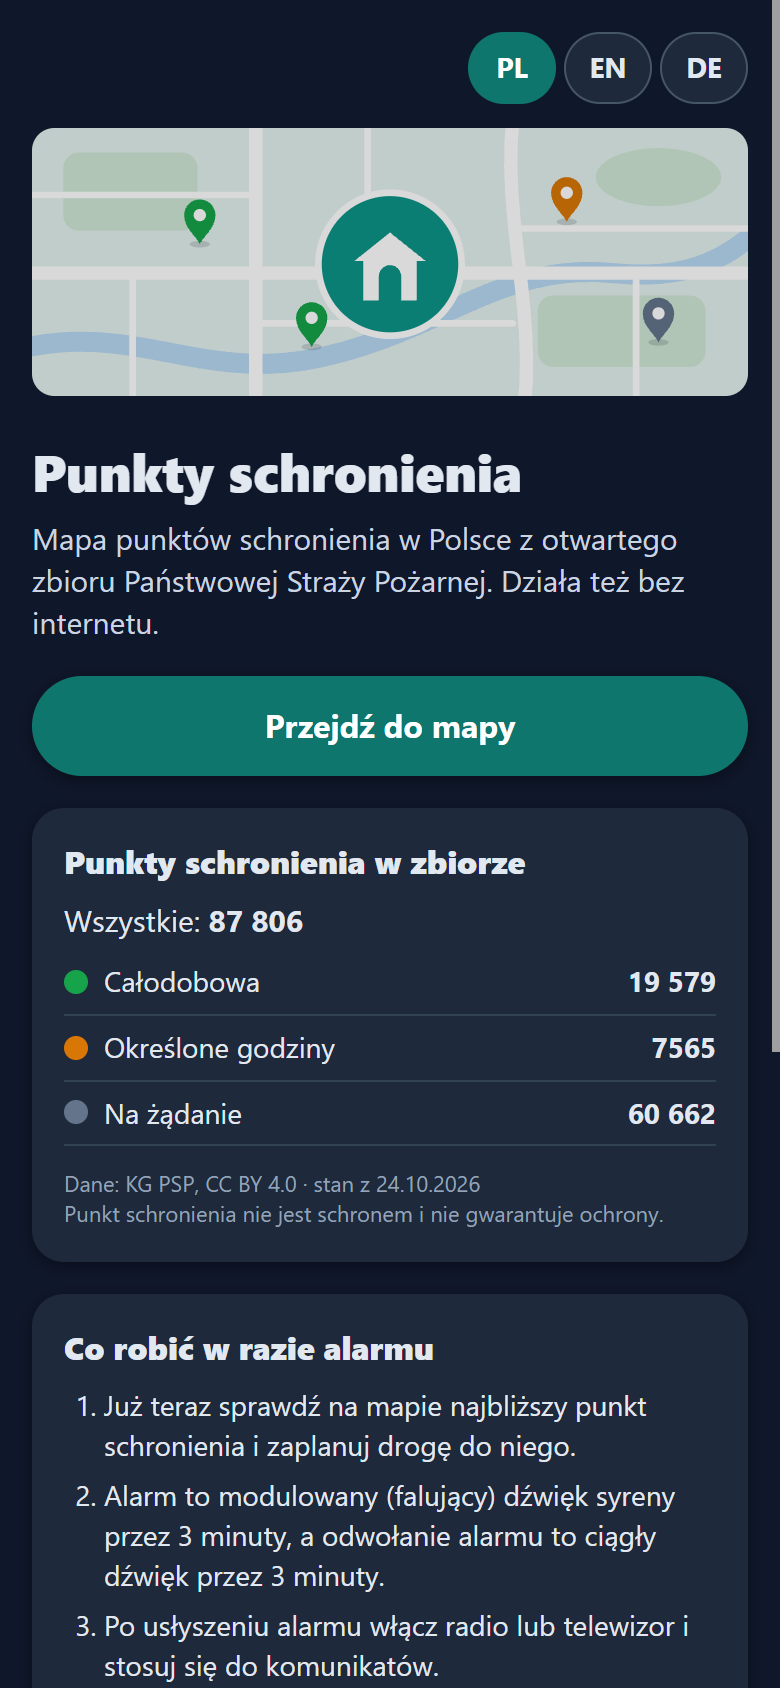 PL EN DE
Punkty schronienia
Mapa punktów schronienia w Polsce z otwartego
zbioru Państwowej Straży Pożarnej. Działa też bez
internetu.
Przejdź do mapy
Punkty schronienia w zbiorze
Wszystkie: 87 806
Całodobowa 19 579
Określone godziny 7565
Na żądanie 60 662
Dane: KG PSP, CC BY 4.0 · stan z 24.10.2026
Punkt schronienia nie jest schronem i nie gwarantuje ochrony.
Co robić w razie alarmu
1. Już teraz sprawdź na mapie najbliższy punkt
schronienia i zaplanuj drogę do niego.
2. Alarm to modulowany (falujący) dźwięk syreny
przez 3 minuty, a odwołanie alarmu to ciągły
dźwięk przez 3 minuty.
3. Po usłyszeniu alarmu włącz radio lub telewizor i
stosuj się do komunikatów.